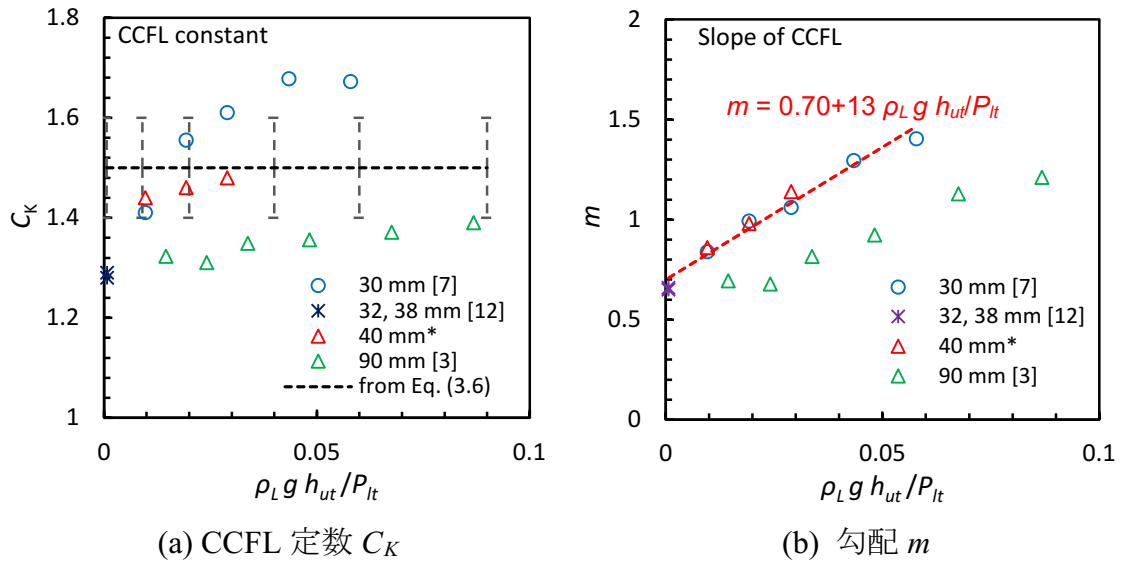 CCFL constant
1.8
1.6
1.4
1.2
1
C_K
0
0.05
0.1
ρ_L g h_ut /P_lt
30 mm [7]
32, 38 mm [12]
40 mm*
90 mm [3]
from Eq. (3.6)
(a) CCFL 定数 C_K
Slope of CCFL
m = 0.70+13 ρ_L g h_ut/P_lt
2
1.5
1
0.5
0
m
0
0.05
0.1
ρ_L g h_ut /P_lt
30 mm [7]
32, 38 mm [12]
40 mm*
90 mm [3]
(b) 勾配 m